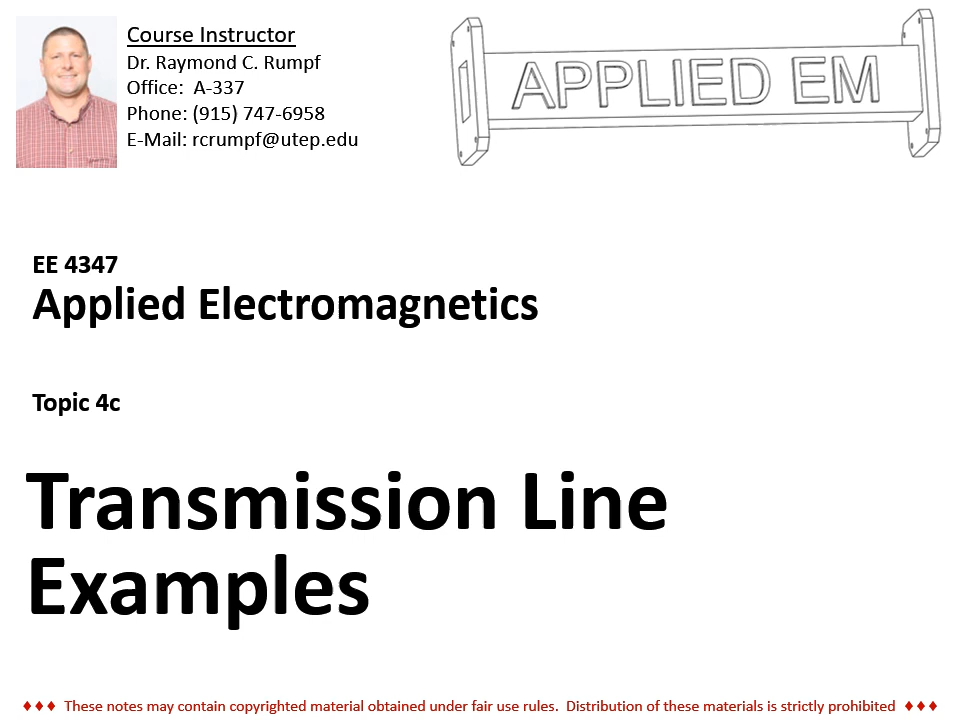 Course Instructor
Dr. Raymond C. Rumpf
Office:  A-337
Phone: (915) 747-6958
E-Mail: rcrumpf@utep.edu
APPLIED EM
EE 4347
Applied Electromagnetics
Topic 4c
Transmission Line
Examples
♦♦♦ These notes may contain copyrighted material obtained under fair use rules.  Distribution of these materials is strictly prohibited ♦♦♦